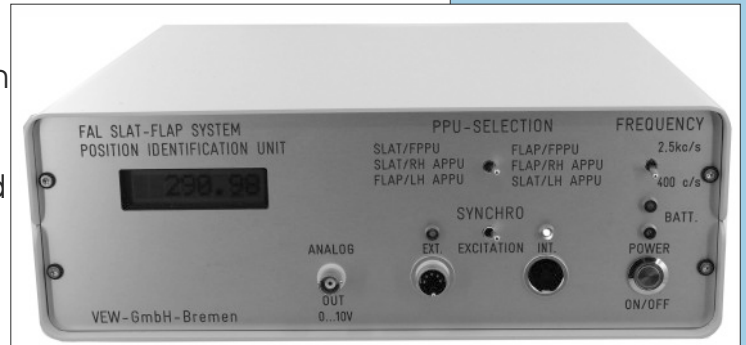 n
d
FAL SLAT-FLAP SYSTEM
POSITION IDENTIFICATION UNIT
290.98
PPU-SELECTION
SLAT/FPPU
SLAT/RH APPU
FLAP/LH APPU
FLAP/FPPU
FLAP/RH APPU
SLAT/LH APPU
FREQUENCY
2.5kc/s
400 c/s
BATT.
SYNCHRO
EXT. EXCITATION INT.
POWER
ON/OFF
ANALOG
OUT
0...10V
VEW-GmbH-Bremen